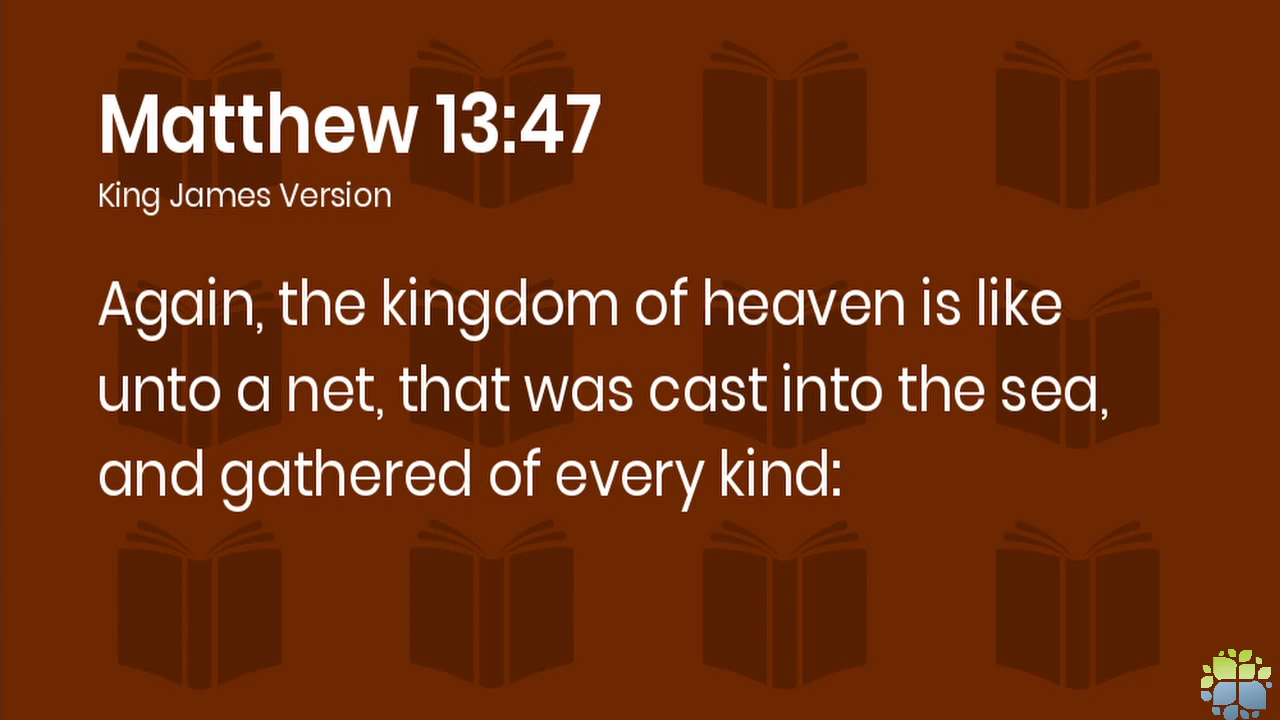 Matthew 13:47
King James Version
Again, the kingdom of heaven is like
unto a net, that was cast into the sea,
and gathered of every kind: